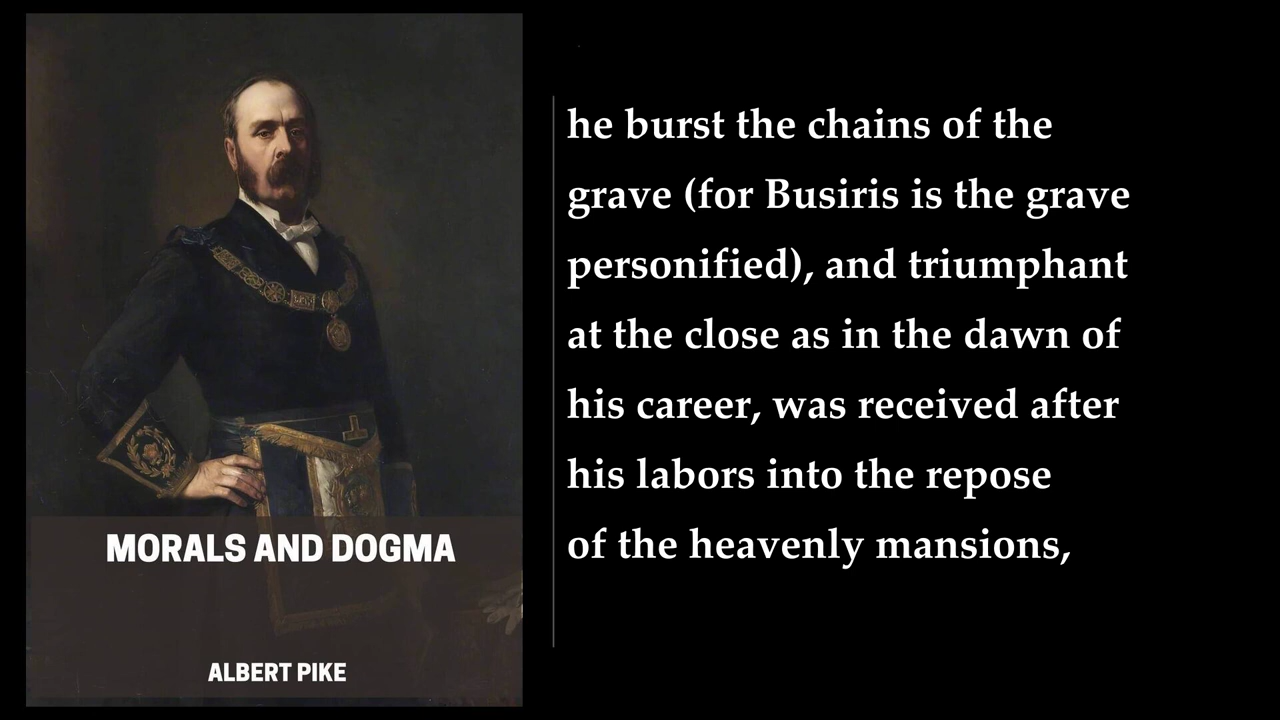 MORALS AND DOGMA
ALBERT PIKE
he burst the chains of the
grave (for Busiris is the grave
personified), and triumphant
at the close as in the dawn of
his career, was received after
his labors into the repose
of the heavenly mansions,